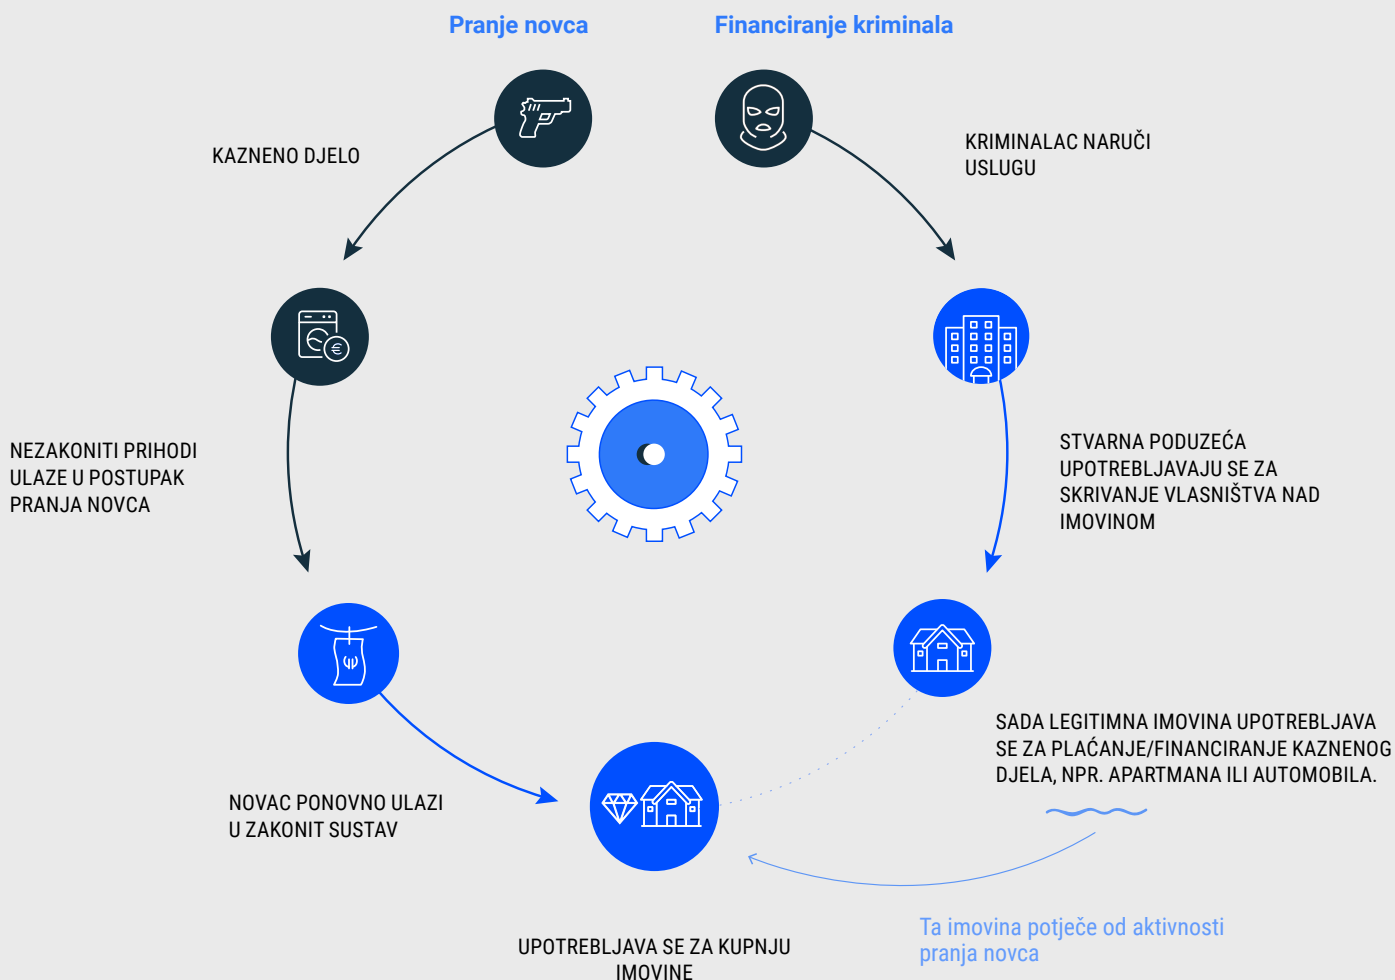 Pranje novca
Financiranje kriminala
KAZNENO DJELO
KRIMINALAC NARUČI
USLUGU
NEZAKONITI PRIHODI
ULAZE U POSTUPAK
PRANJA NOVCA
STVARNA PODUZEĆA
UPOTREBLJAVAJU SE ZA
SKRIVANJE VLASNIŠTVA NAD
IMOVINOM
NOVAC PONOVNO ULAZI
U ZAKONIT SUSTAV
SADA LEGITIMNA IMOVINA UPOTREBLJAVA
SE ZA PLAĆANJE/FINANCIRANJE KAZNENOG
DJELA, NPR. APARTMANA ILI AUTOMOBILA.
UPOTREBLJAVA SE ZA KUPNJU
IMOVINE
Ta imovina potječe od aktivnosti
pranja novca